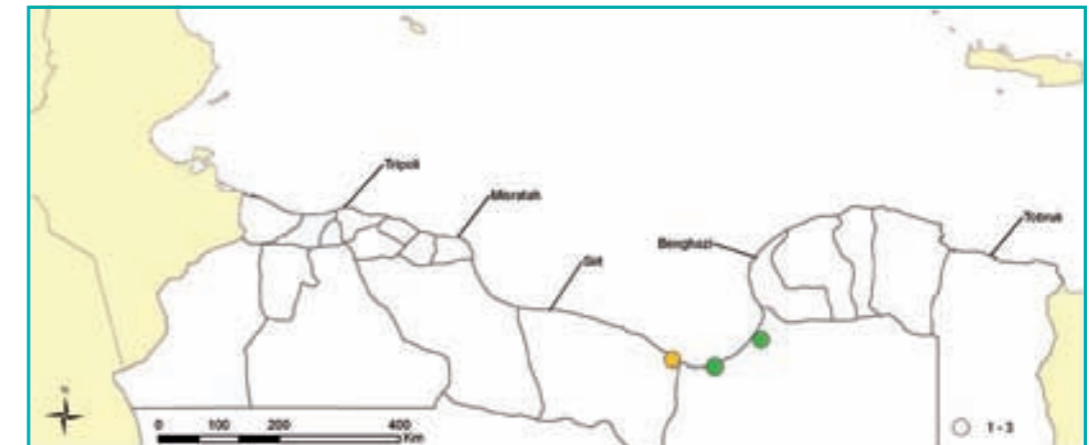 Tripoli
Misratah
Benghazi
Tobruk
Sirt
N
0 100 200 400
Km
1 - 3